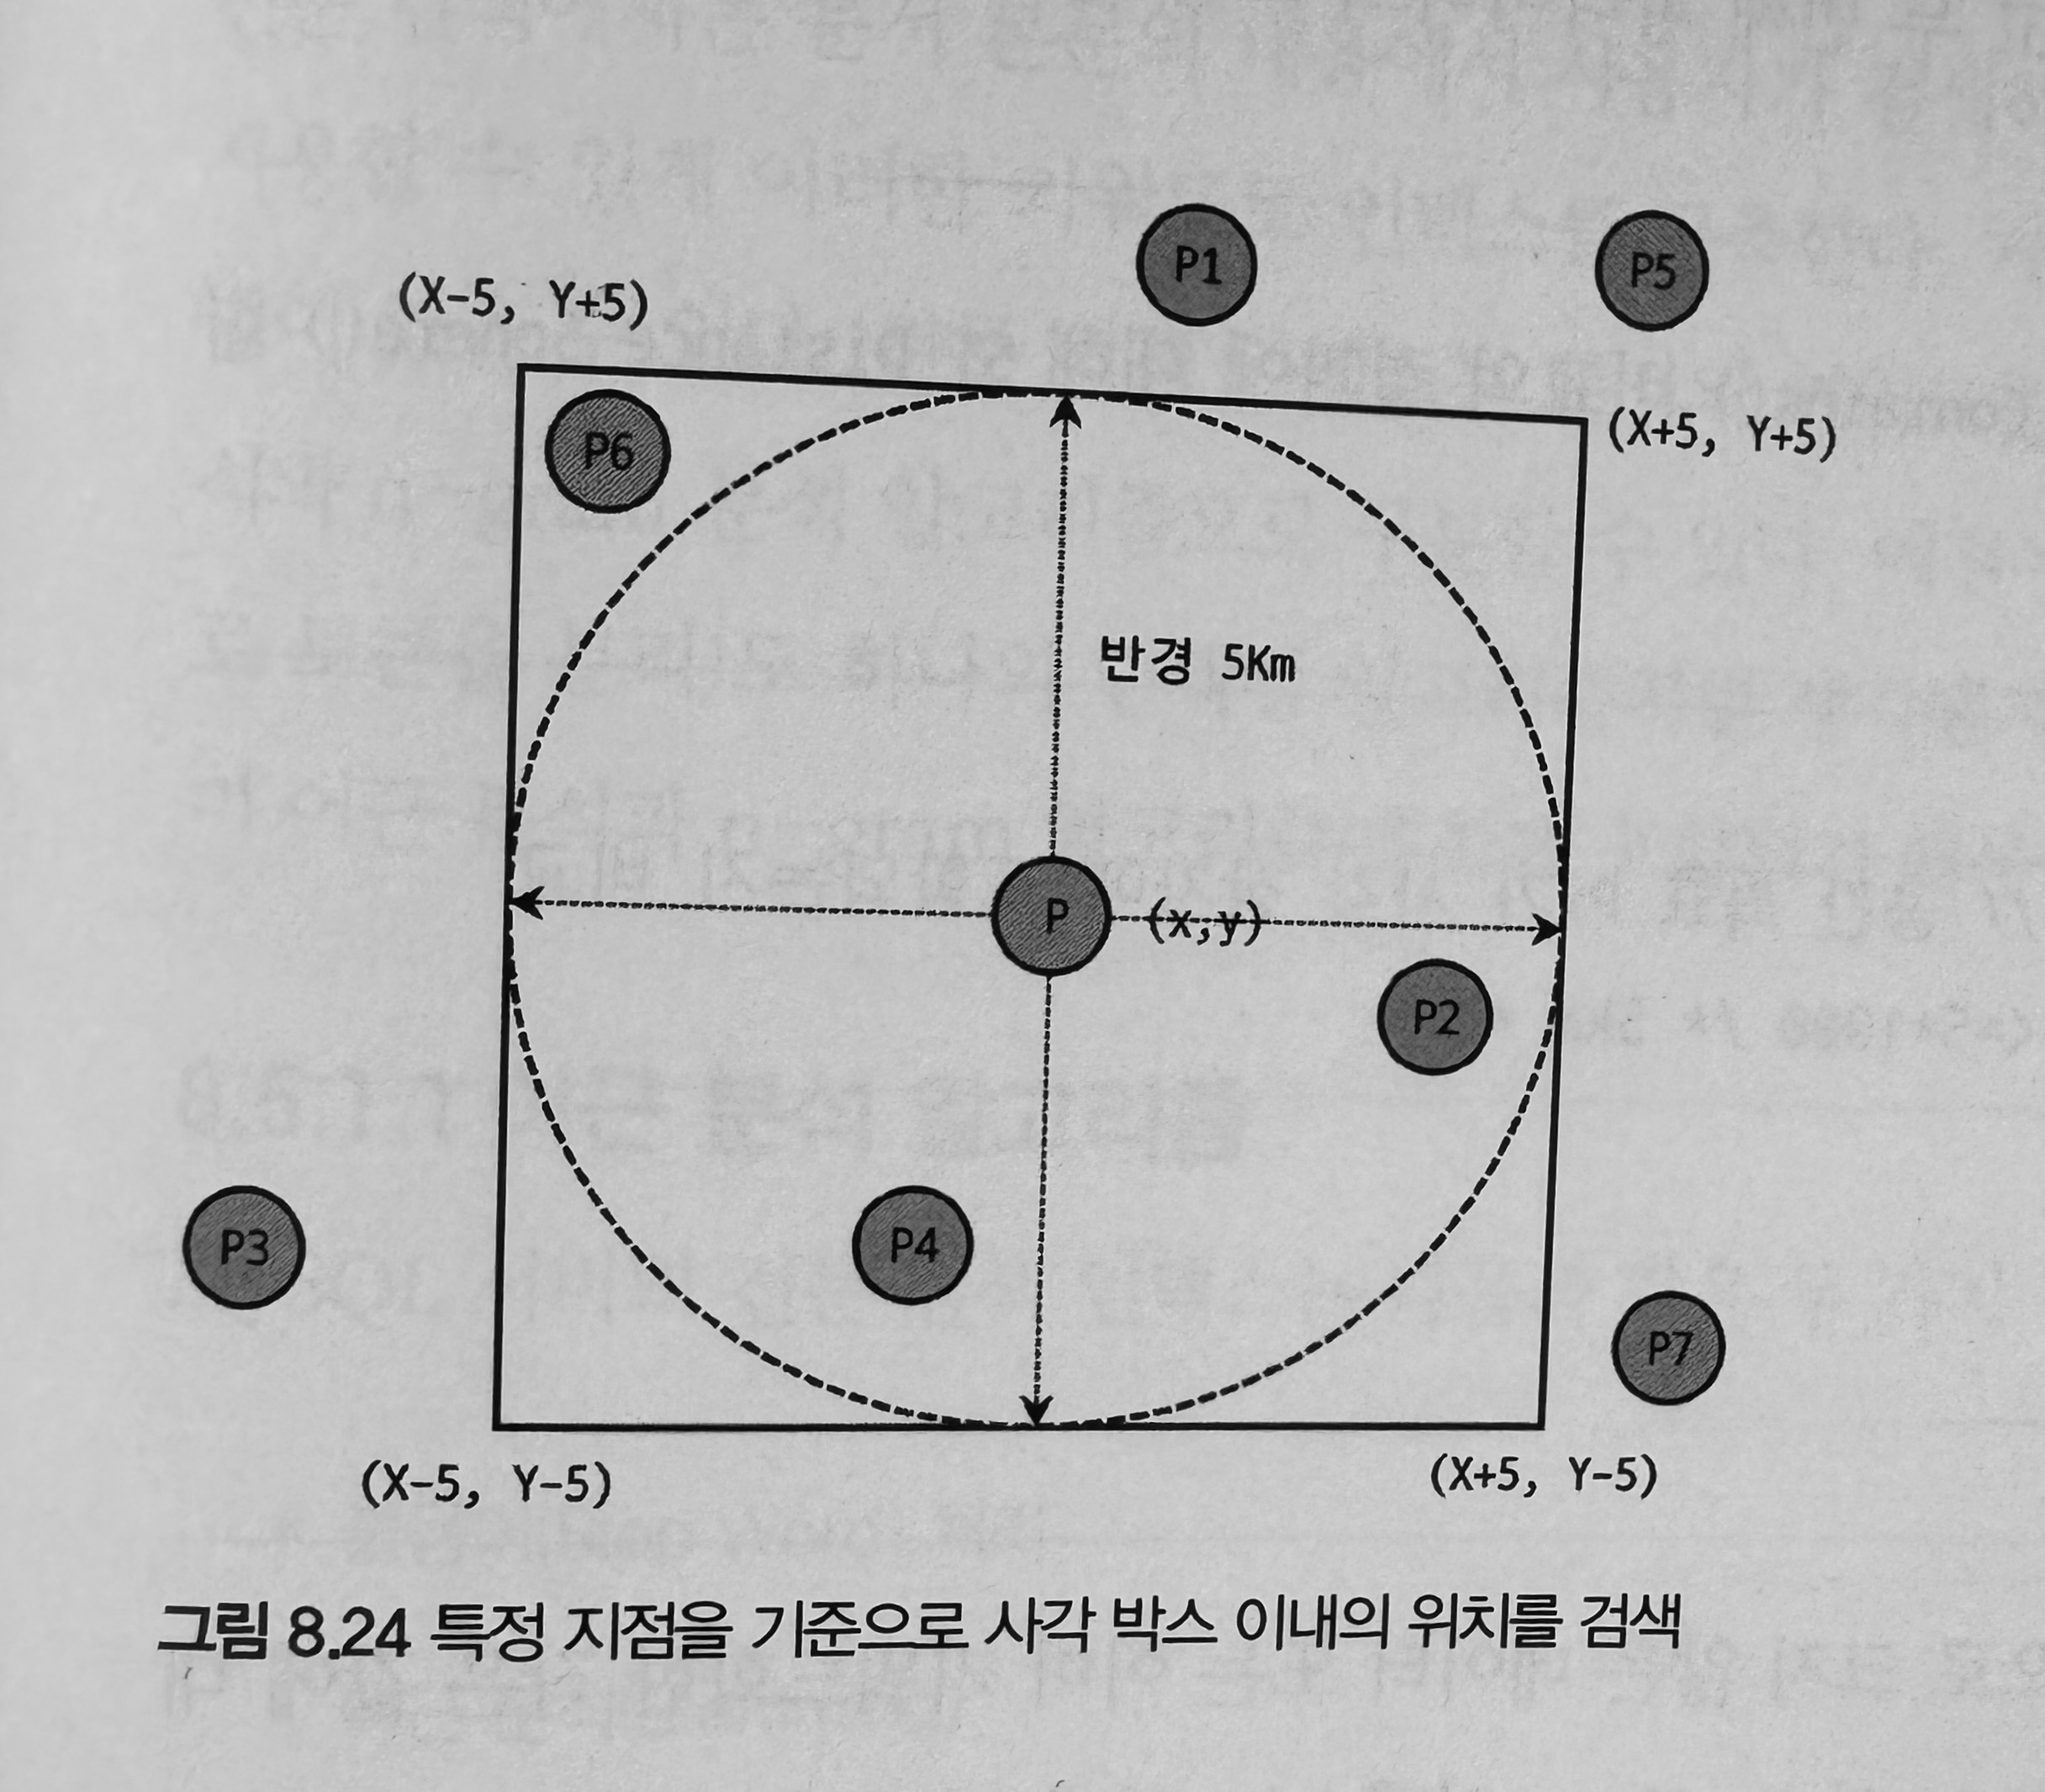 P1
P5
(X-5, Y+5)
(X+5, Y+5)
P6
반경 5Km
P
(x,y)
P2
P3
P4
P7
(X-5, Y-5)
(X+5, Y-5)
그림 8.24 특정 지점을 기준으로 사각 박스 이내의 위치를 검색